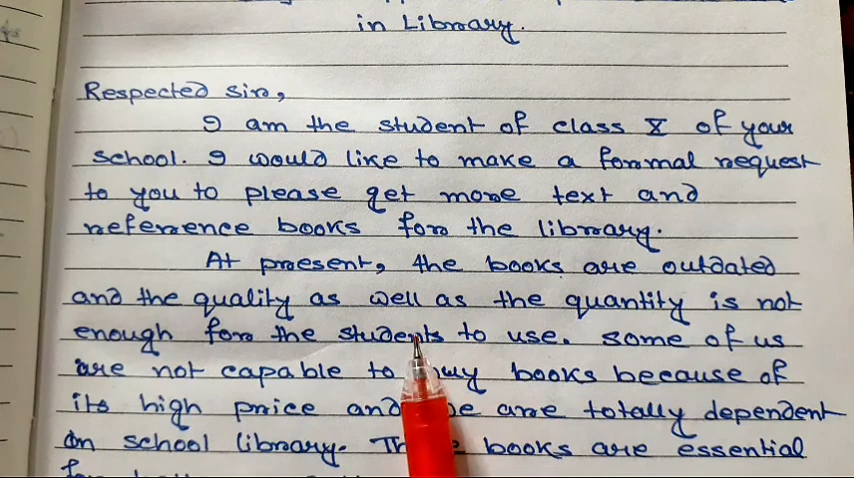 in Library.
Respected sir,
I am the student of class X of your
school. I would like to make a formal request
to you to please get more text and
reference books for the library.
At present, the books are outdated
and the quality as well as the quantity is not
enough for the students to use. some of us
are not capable to books because of
its high price and are totally dependent
on school library. books are essential